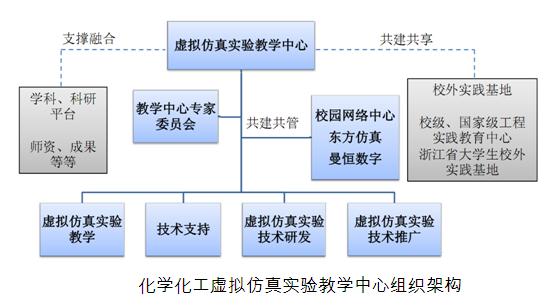 支撑融合
虚拟仿真实验教学中心
共建共享
学科、科研
平台
师资、成果
等等
教学中心专家
委员会
共建共管
校园网络中心
东方仿真
曼恒数字
校外实践基地
校级、国家级工程
实践教育中心
浙江省大学生校外
实践基地
虚拟仿真实验
教学
技术支持
虚拟仿真实验
技术研发
虚拟仿真实验
技术推广
化学化工虚拟仿真实验教学中心组织架构